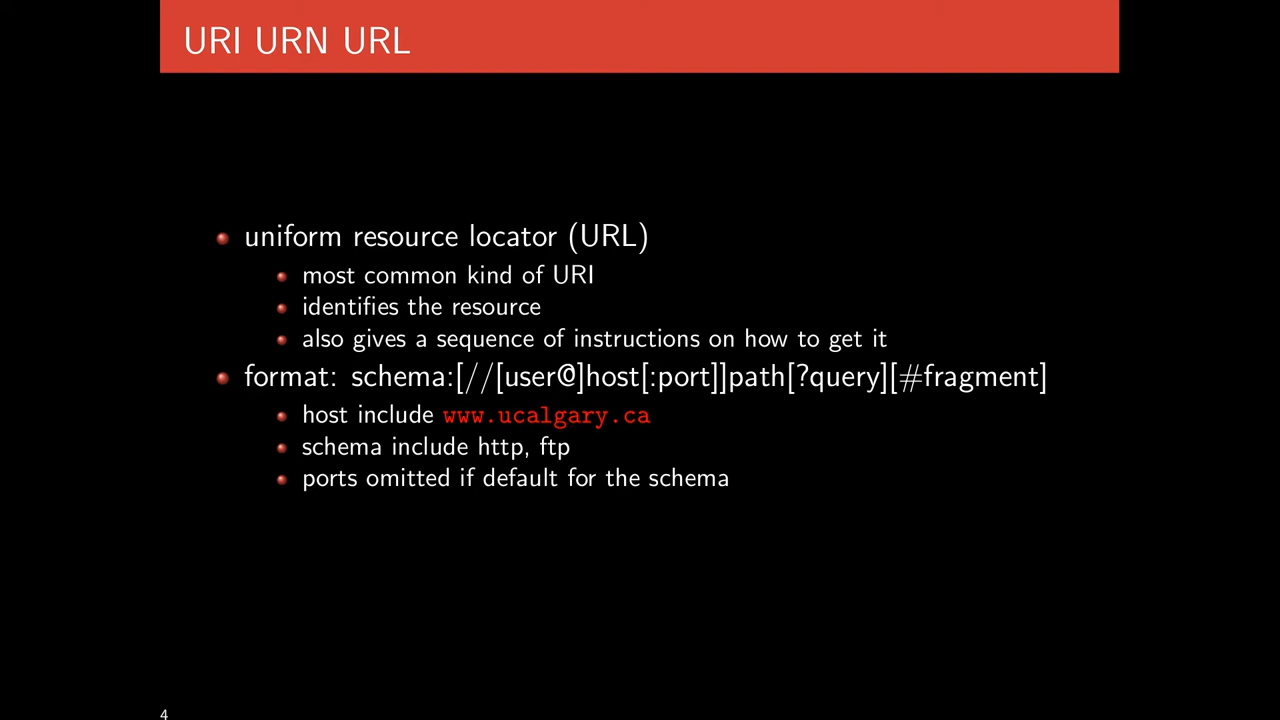 URI URN URL
uniform resource locator (URL)
most common kind of URI
identifies the resource
also gives a sequence of instructions on how to get it
format: schema:[//[user@]host[:port]]path[?query][#fragment]
host include www.ucalgary.ca
schema include http, ftp
ports omitted if default for the schema
4